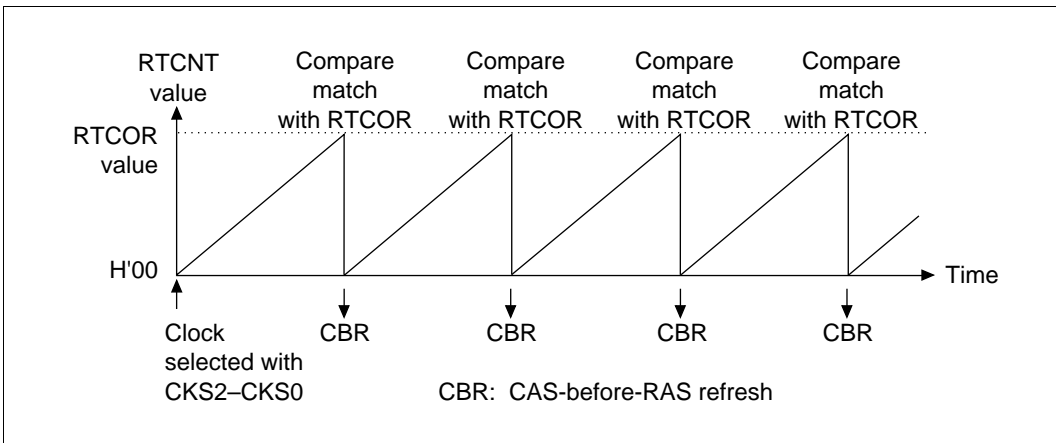 RTCNT
value
Compare
match
with RTCOR
Compare
match
with RTCOR
Compare
match
with RTCOR
Compare
match
with RTCOR
RTCOR
value
H'00
Time
Clock
selected with
CKS2–CKS0
CBR
CBR
CBR
CBR
CBR: CAS-before-RAS refresh